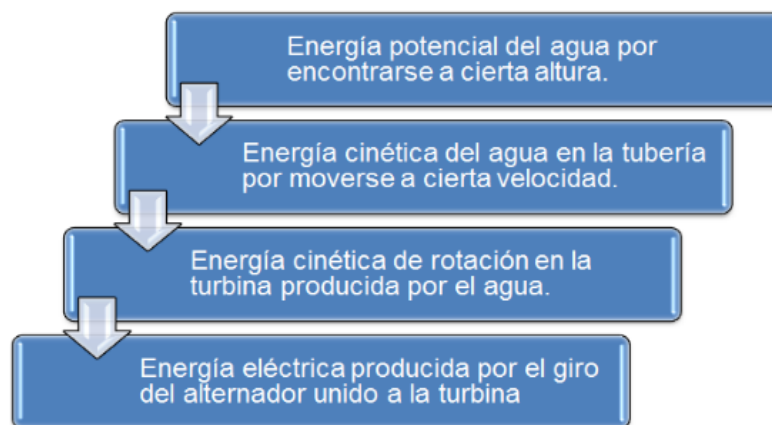 Energía potencial del agua por
encontrarse a cierta altura.
Energía cinética del agua en la tubería
por moverse a cierta velocidad.
Energía cinética de rotación en la
turbina producida por el agua.
Energía eléctrica producida por el giro
del alternador unido a la turbina